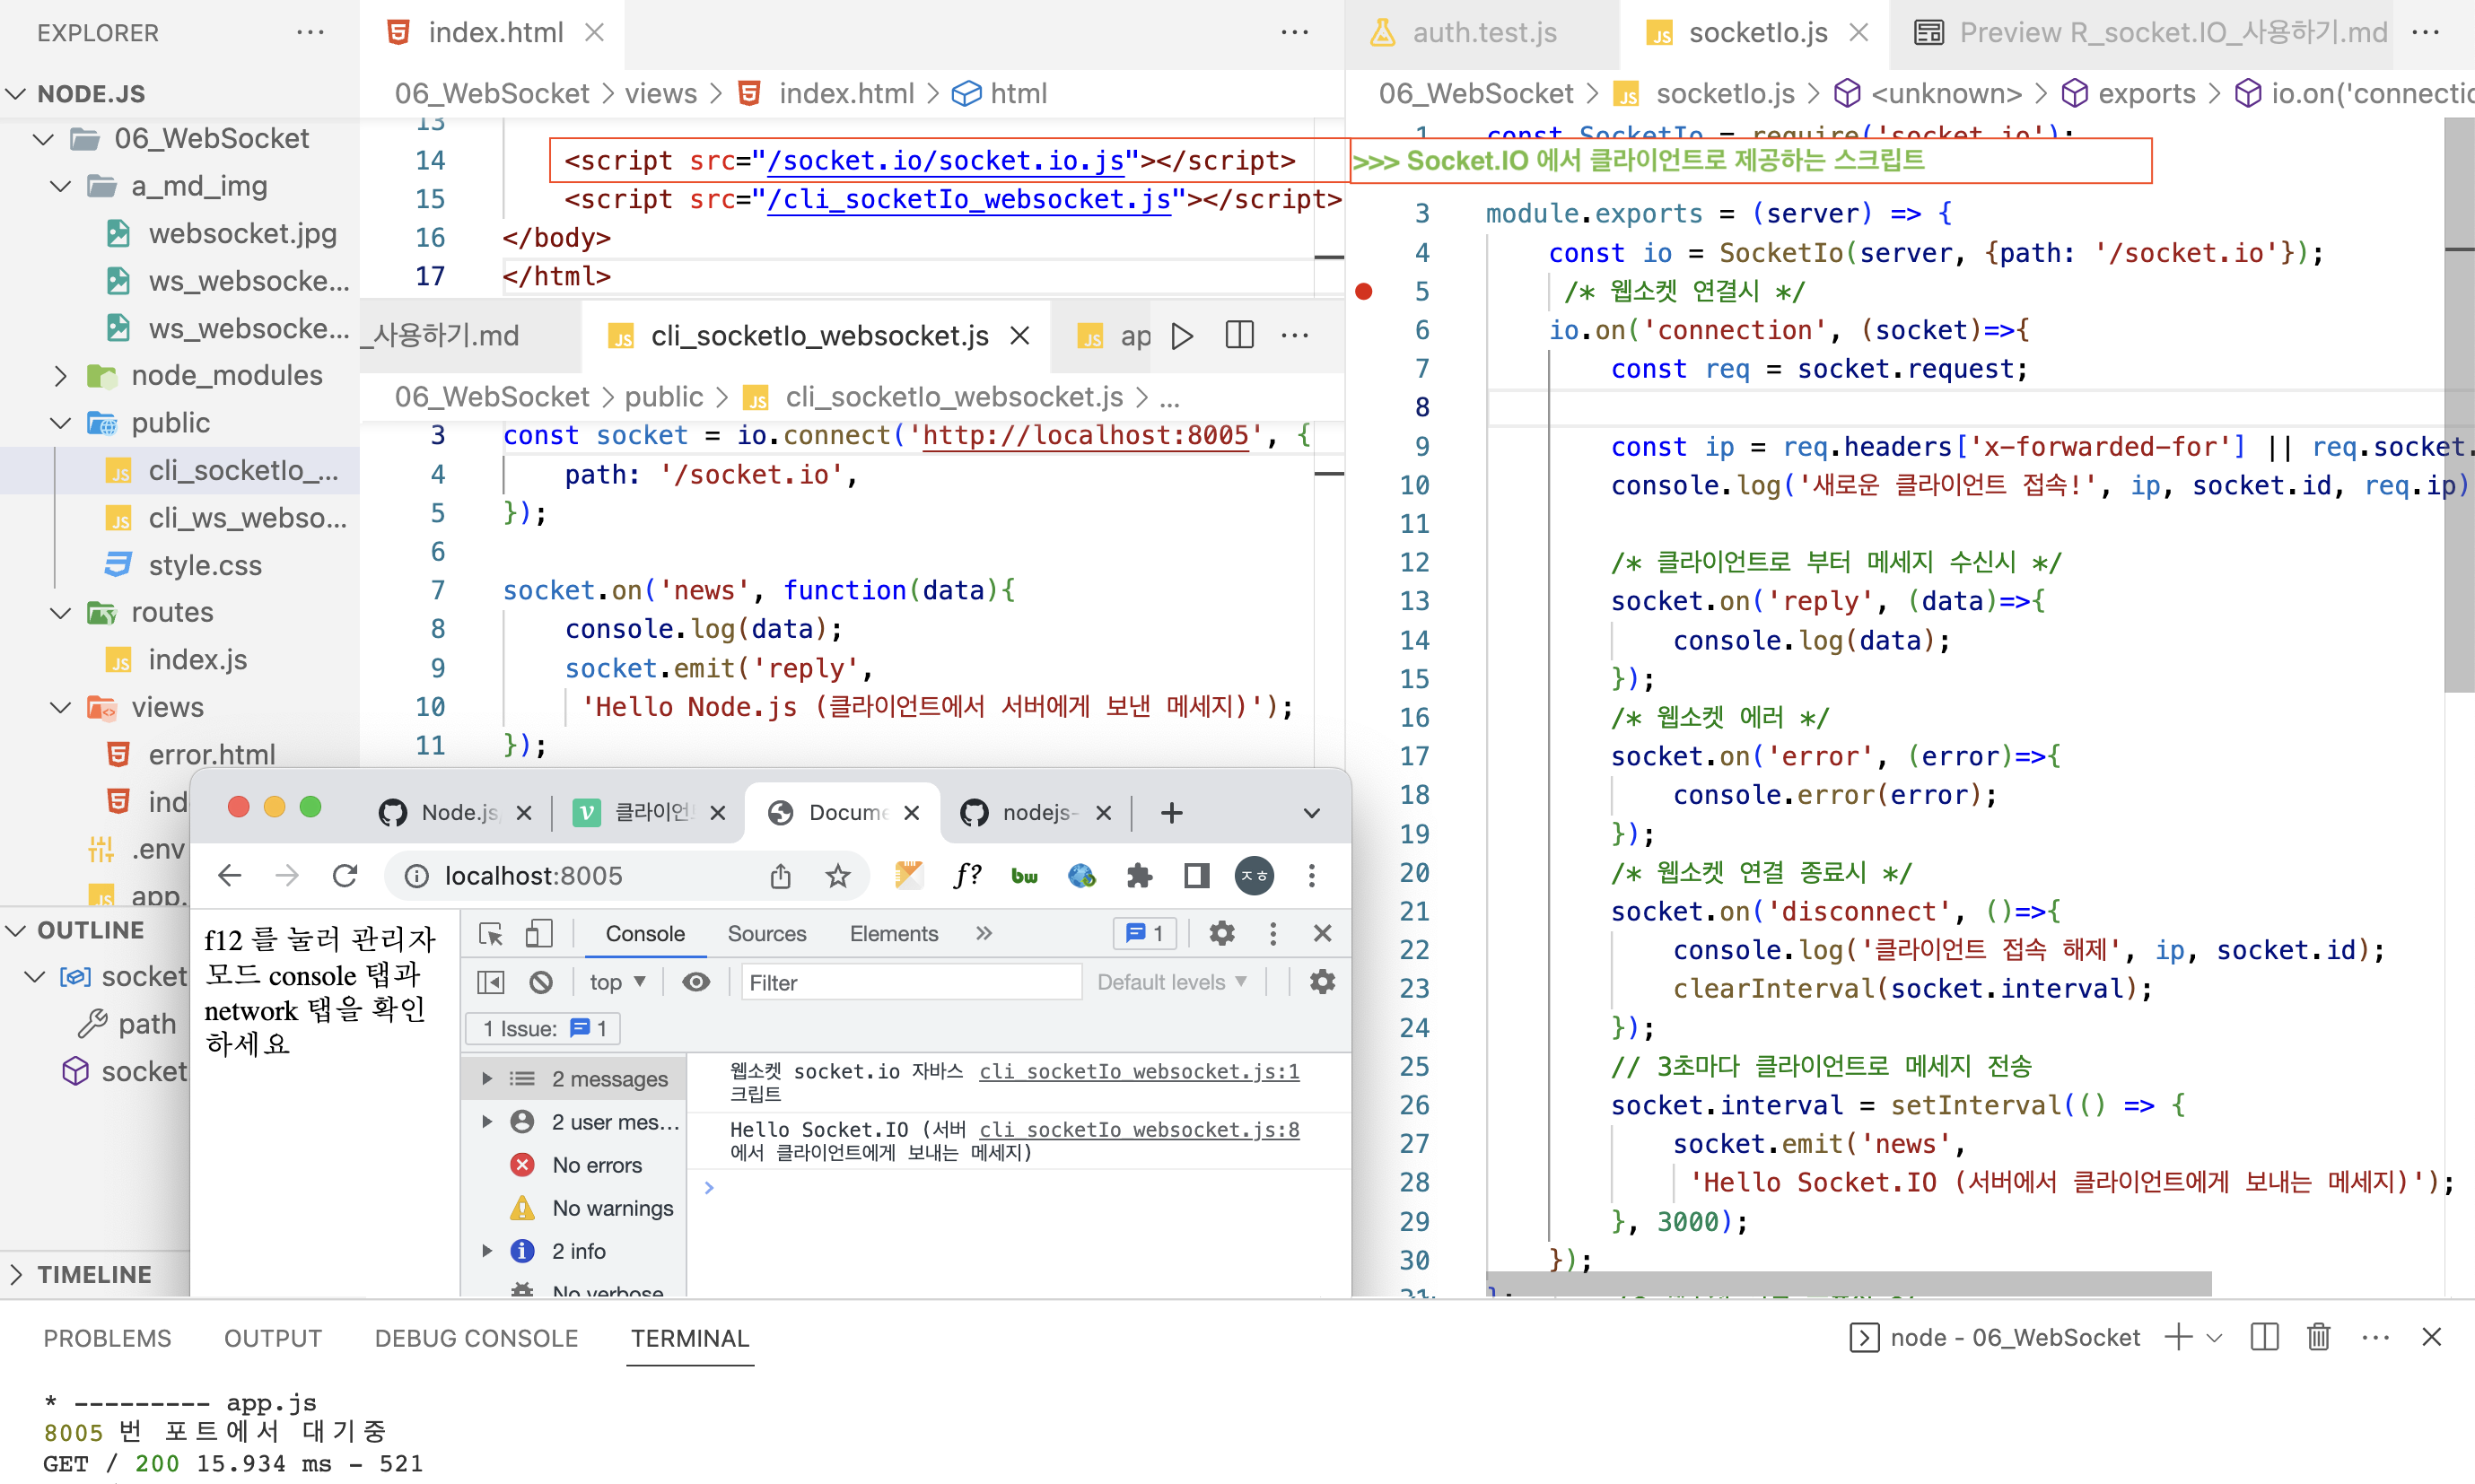 EXPLORER
NODE.JS
06_WebSocket
a_md_img
websocket.jpg
ws_websocke...
ws_websocke...
node_modules
public
cli_socketIo_...
cli_ws_webso...
style.css
routes
index.js
views
error.html
ind
.env
app.
OUTLINE
socket
path
socket
TIMELINE
index.html
06_WebSocket > views > index.html > html
13
14 <script src="/socket.io/socket.io.js"></script>
15 <script src="/cli_socketIo_websocket.js"></script>
16 </body>
17 </html>
_사용하기.md
cli_socketIo_websocket.js
ap
06_WebSocket > public > cli_socketIo_websocket.js > ...
3 const socket = io.connect('http://localhost:8005', {
4 path: '/socket.io',
5 });
6
7 socket.on('news', function(data){
8 console.log(data);
9 socket.emit('reply',
10 'Hello Node.js (클라이언트에서 서버에게 보낸 메세지)');
11 });
auth.test.js
socketIo.js
Preview R_socket.IO_사용하기.md
06_WebSocket > socketIo.js > <unknown> > exports > io.on('connectic
1 const SocketIo = require('socket.io');
>>> Socket.IO 에서 클라이언트로 제공하는 스크립트
3 module.exports = (server) => {
4 const io = SocketIo(server, {path: '/socket.io'});
5 /* 웹소켓 연결시 */
6 io.on('connection', (socket)=>{
7 const req = socket.request;
8
9 const ip = req.headers['x-forwarded-for'] || req.socket.
10 console.log('새로운 클라이언트 접속!', ip, socket.id, req.ip)
11
12 /* 클라이언트로 부터 메세지 수신시 */
13 socket.on('reply', (data)=>{
14 console.log(data);
15 });
16 /* 웹소켓 에러 */
17 socket.on('error', (error)=>{
18 console.error(error);
19 });
20 /* 웹소켓 연결 종료시 */
21 socket.on('disconnect', ()=>{
22 console.log('클라이언트 접속 해제', ip, socket.id);
23 clearInterval(socket.interval);
24 });
25 // 3초마다 클라이언트로 메세지 전송
26 socket.interval = setInterval(() => {
27 socket.emit('news',
28 'Hello Socket.IO (서버에서 클라이언트에게 보내는 메세지)');
29 }, 3000);
30 });
31
Node.js
클라이언
Docume
nodejs-
localhost:8005
f?
bw
ㅈㅎ
f12 를 눌러 관리자
모드 console 탭과
network 탭을 확인
하세요
Console
Sources
Elements
1
top
Filter
Default levels
1 Issue: 1
2 messages
2 user mes...
No errors
No warnings
2 info
No verbose
웹소켓 socket.io 자바스 cli_socketIo_websocket.js:1
크립트
Hello Socket.IO (서버 cli_socketIo_websocket.js:8
에서 클라이언트에게 보내는 메세지)
PROBLEMS
OUTPUT
DEBUG CONSOLE
TERMINAL
node - 06_WebSocket
* --------- app.js
8005 번 포트에서 대기중
GET / 200 15.934 ms - 521